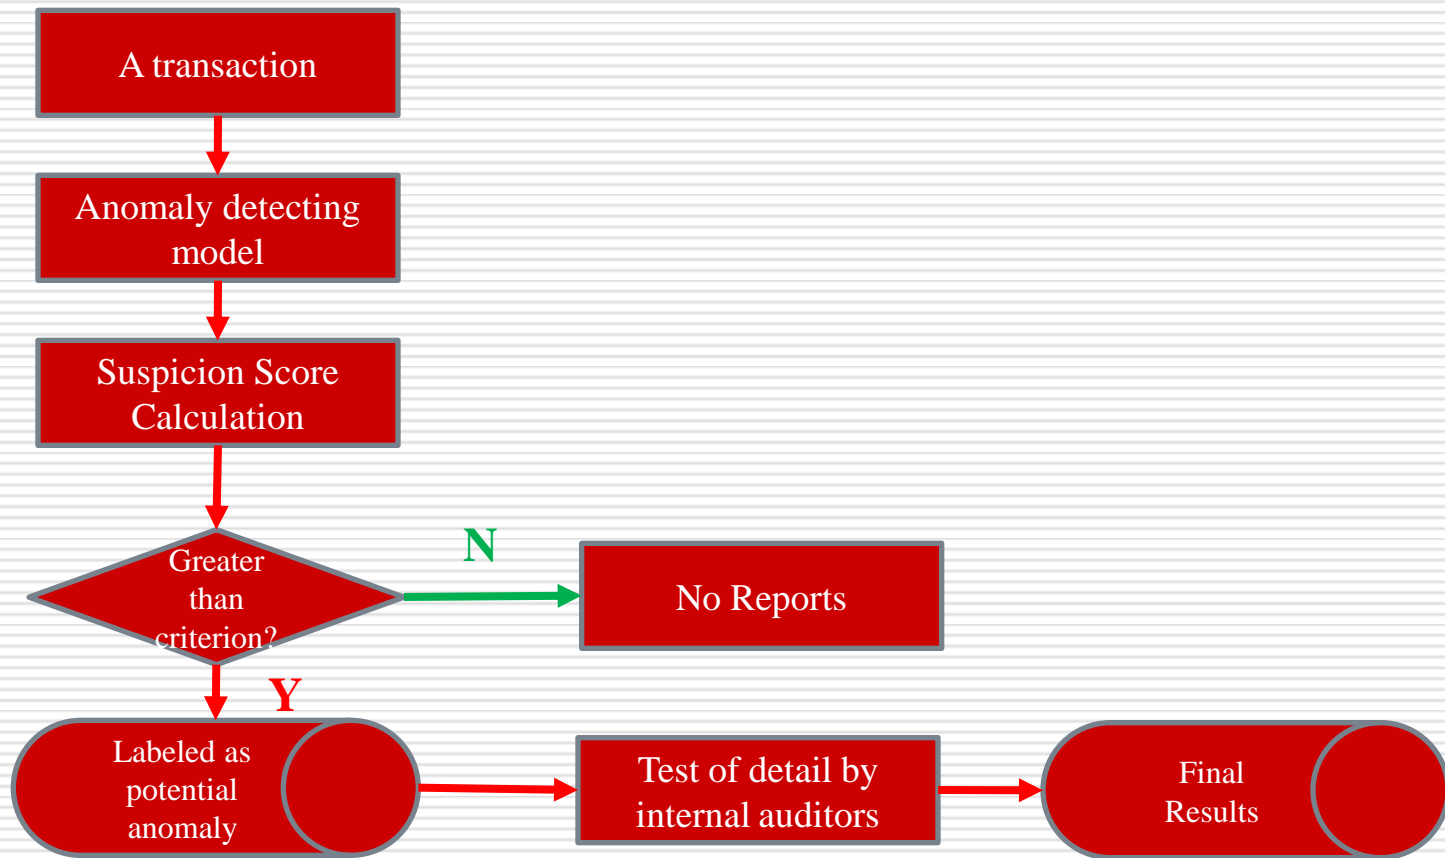 A transaction
Anomaly detecting
model
Suspicion Score
Calculation
Greater
than
criterion?
N
No Reports
Y
Labeled as
potential
anomaly
Test of detail by
internal auditors
Final
Results